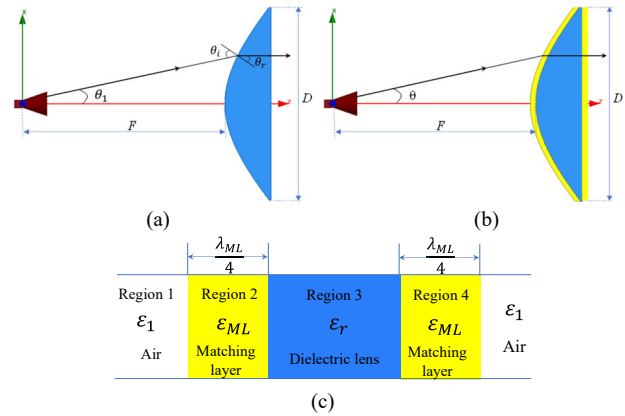 x
θi
θr
θ1
z
D
F
(a)
x
θ
z
D
F
(b)
λML
4
λML
4
Region 1
Region 2
Region 3
Region 4
ε1
εML
εr
εML
ε1
Air
Matching
layer
Dielectric lens
Matching
layer
Air
(c)